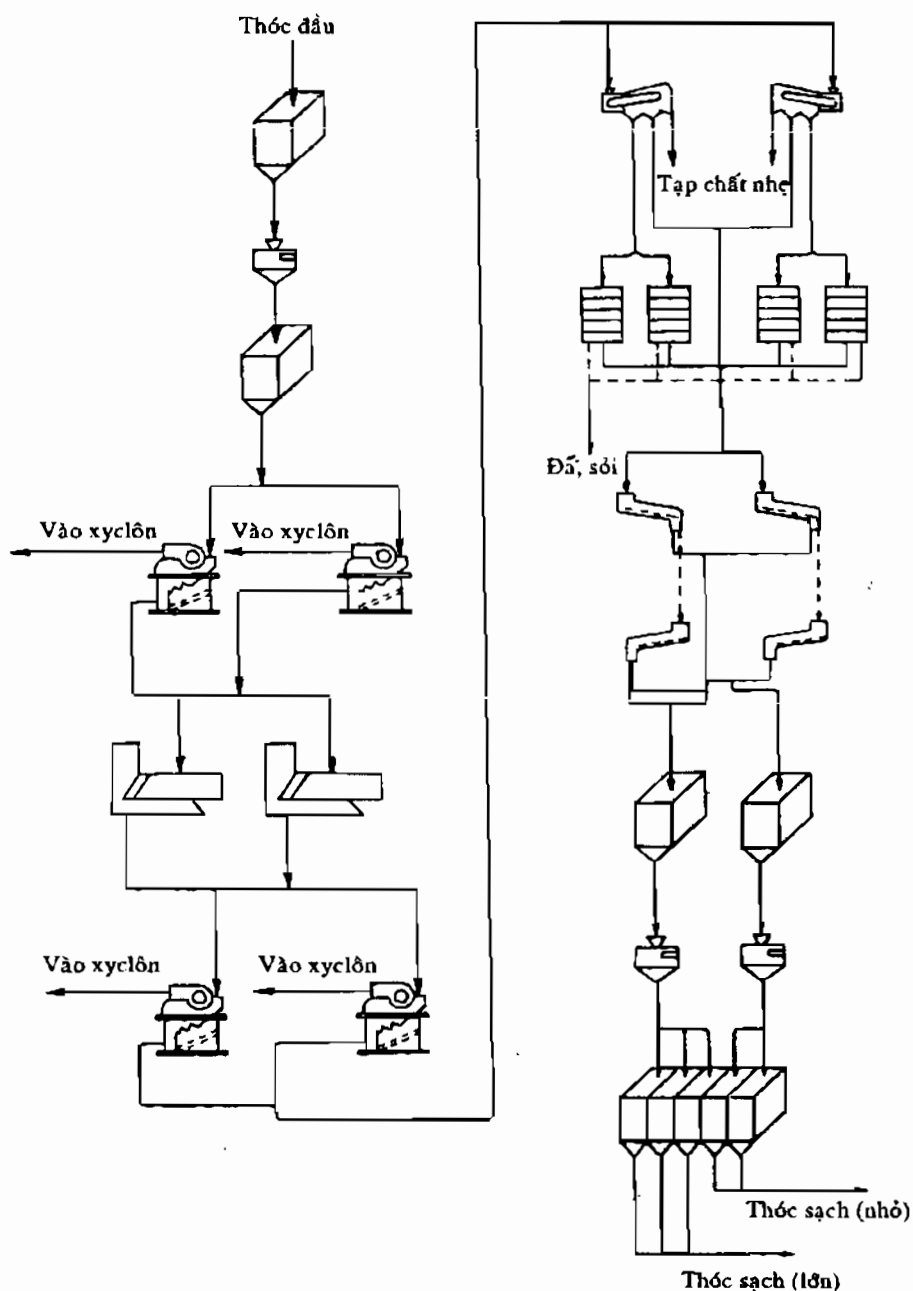 Thóc đầu
Tạp chất nhẹ
Đá, sỏi
Vào xyclôn
Vào xyclôn
Vào xyclôn
Vào xyclôn
Thóc sạch (nhỏ)
Thóc sạch (lớn)